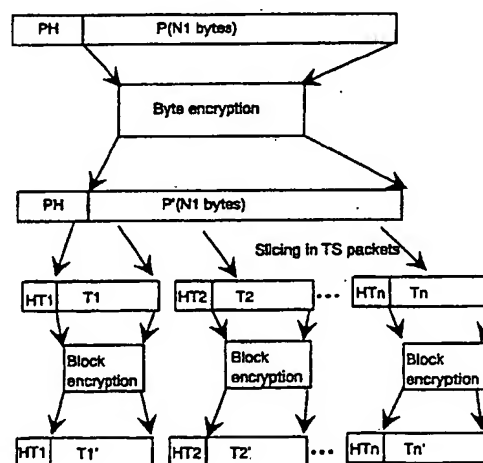 PH P(N1 bytes)
Byte encryption
PH P'(N1 bytes)
Slicing in TS packets
HT1 T1 HT2 T2 ... HTn Tn
Block encryption Block encryption Block encryption
HT1 T1' HT2 T2' ... HTn Tn'